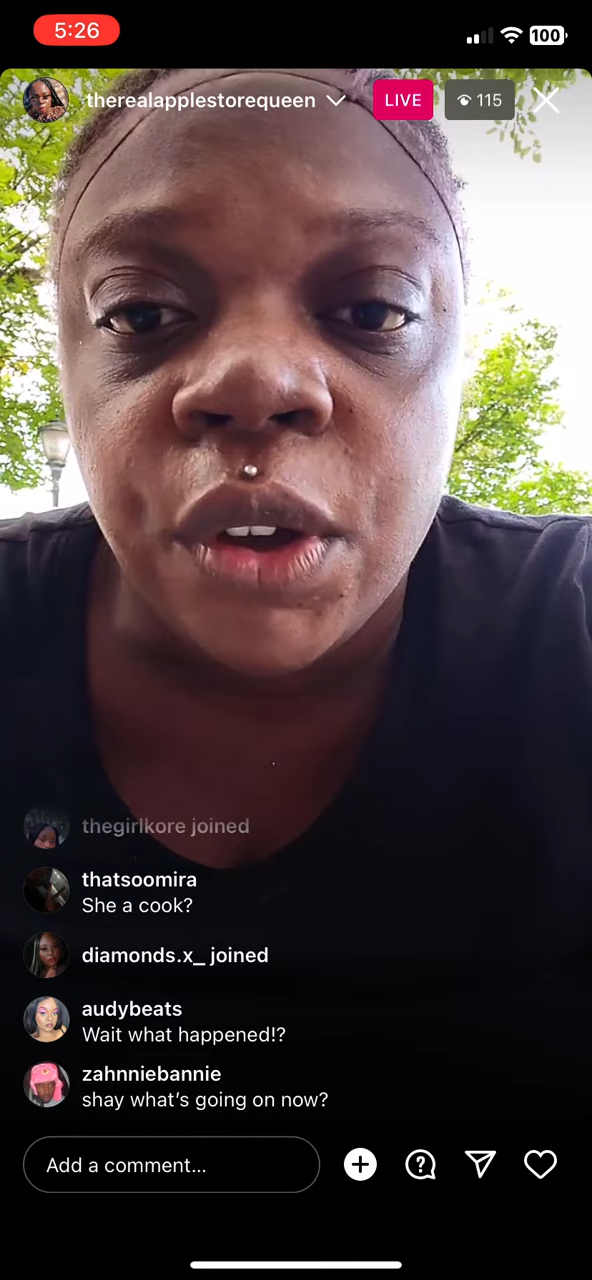 5:26
100
therealapplestorequeen
LIVE
115
thegirlkore joined
thatsoomira
She a cook?
diamonds.x_ joined
audybeats
Wait what happened!?
zahnniebannie
shay what’s going on now?
Add a comment...